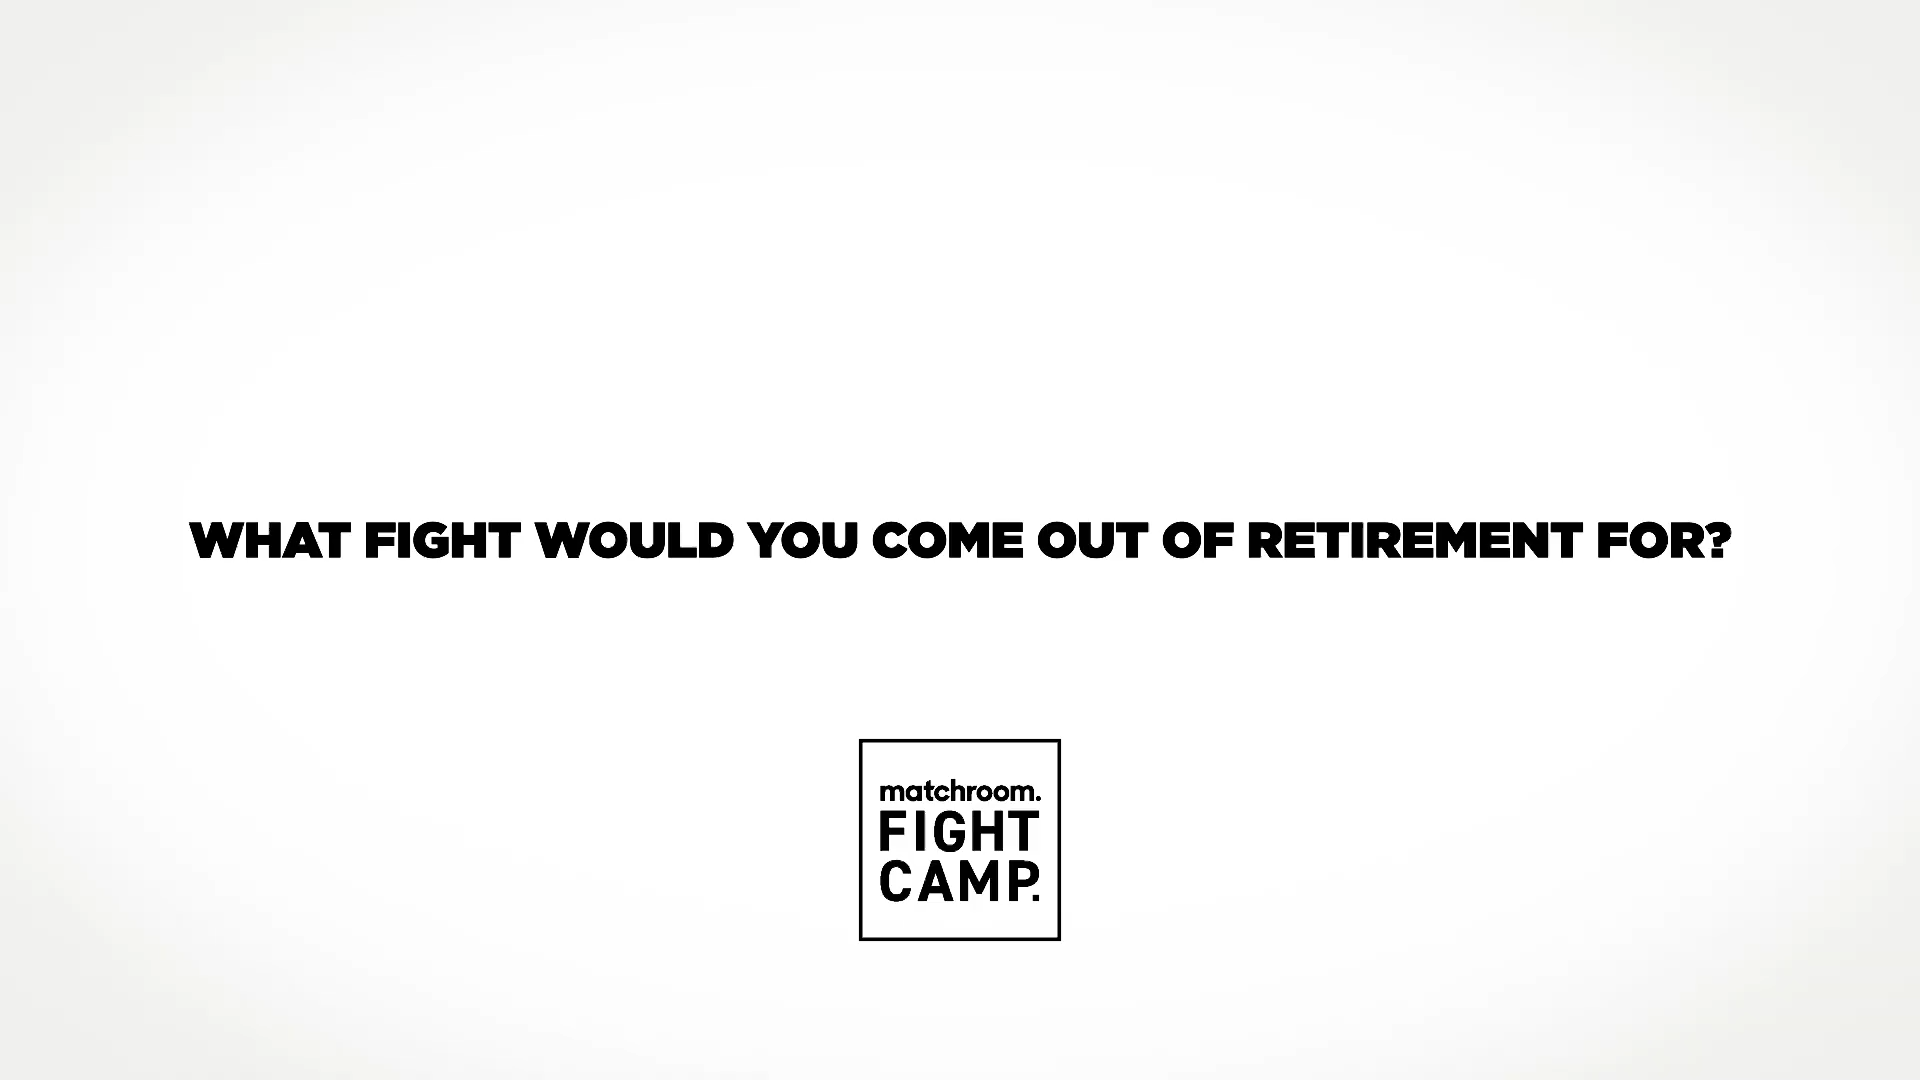 WHAT FIGHT WOULD YOU COME OUT OF RETIREMENT FOR?
matchroom.
FIGHT
CAMP.